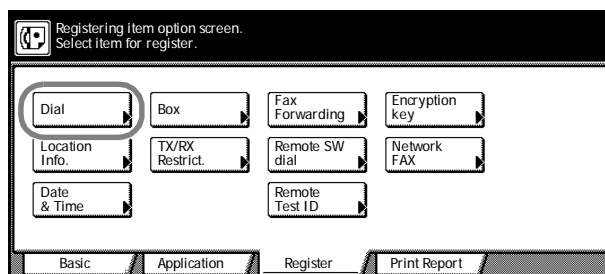 Registering item option screen.
Select item for register.
Dial
Box
Fax
Forwarding
Encryption
key
Location
Info.
TX/RX
Restrict.
Remote SW
dial
Network
FAX
Date
& Time
Remote
Test ID
Basic
Application
Register
Print Report